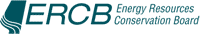 ERCB
Energy Resources
Conservation Board